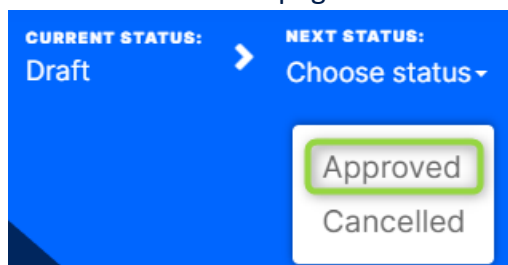 CURRENT STATUS:
Draft
NEXT STATUS:
Choose status
Approved
Cancelled